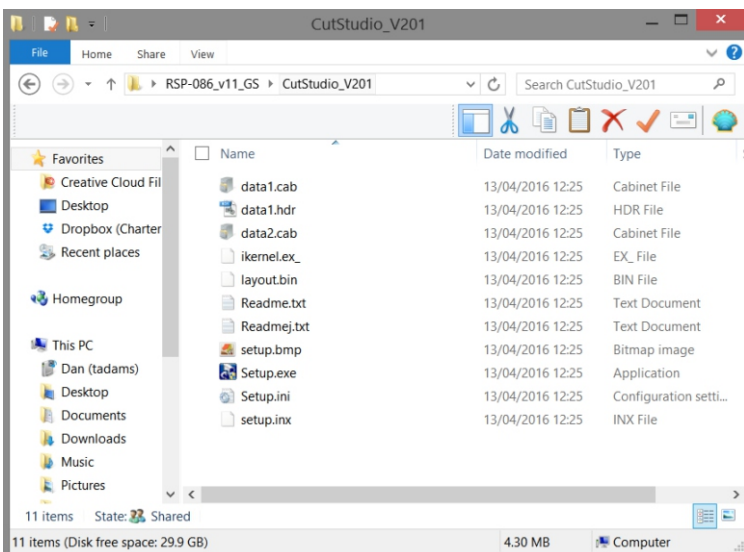 CutStudio_V201
File Home Share View
RSP-086_v11_GS CutStudio_V201 Search CutStudio_V201
Favorites
Creative Cloud Fil
Desktop
Dropbox (Charter
Recent places
Homegroup
This PC
Dan (tadams)
Desktop
Documents
Downloads
Music
Pictures
Name Date modified Type
data1.cab 13/04/2016 12:25 Cabinet File
data1.hdr 13/04/2016 12:25 HDR File
data2.cab 13/04/2016 12:25 Cabinet File
ikernel.ex_ 13/04/2016 12:25 EX_ File
layout.bin 13/04/2016 12:25 BIN File
Readme.txt 13/04/2016 12:25 Text Document
Readmej.txt 13/04/2016 12:25 Text Document
setup.bmp 13/04/2016 12:25 Bitmap image
Setup.exe 13/04/2016 12:25 Application
Setup.ini 13/04/2016 12:25 Configuration setti...
setup.inx 13/04/2016 12:25 INX File
11 items State: Shared
11 items (Disk free space: 29.9 GB) 4.30 MB Computer